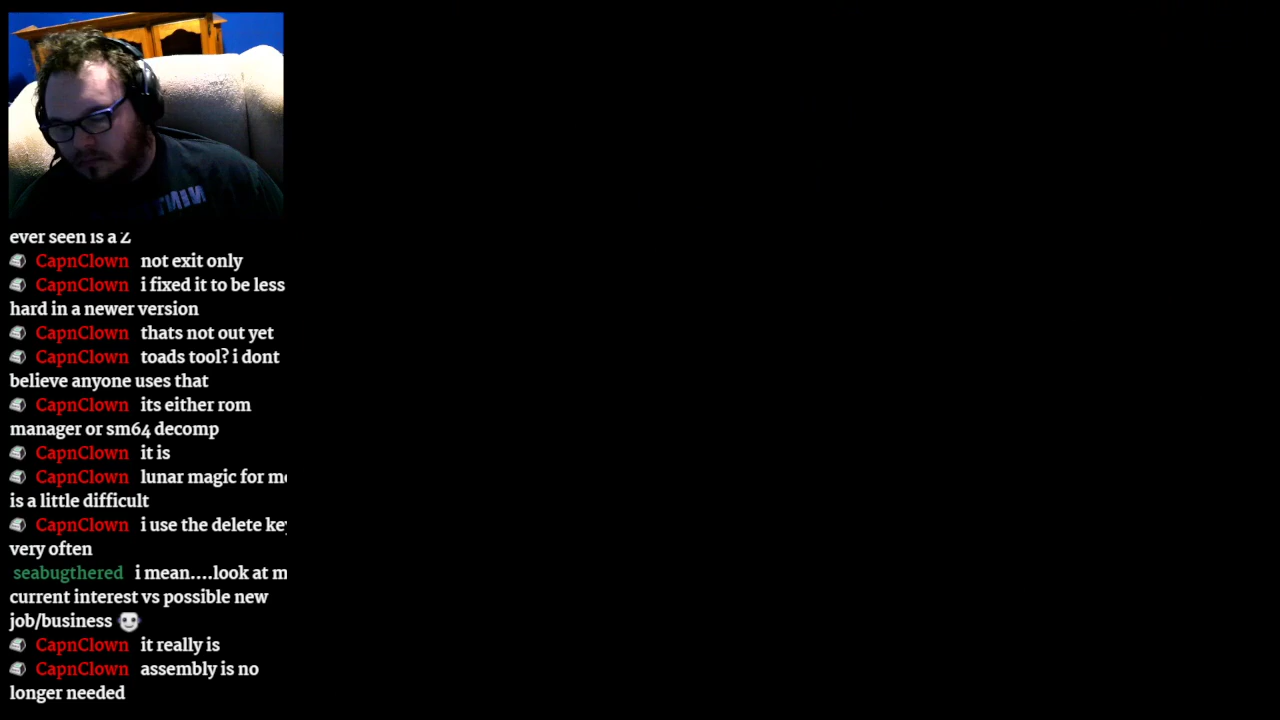 ever seen is a 2
CapnClown not exit only
CapnClown i fixed it to be less
hard in a newer version
CapnClown thats not out yet
CapnClown toads tool? i dont
believe anyone uses that
CapnClown its either rom
manager or sm64 decomp
CapnClown it is
CapnClown lunar magic for me
is a little difficult
CapnClown i use the delete key
very often
seabugthered i mean....look at m
current interest vs possible new
job/business
CapnClown it really is
CapnClown assembly is no
longer needed